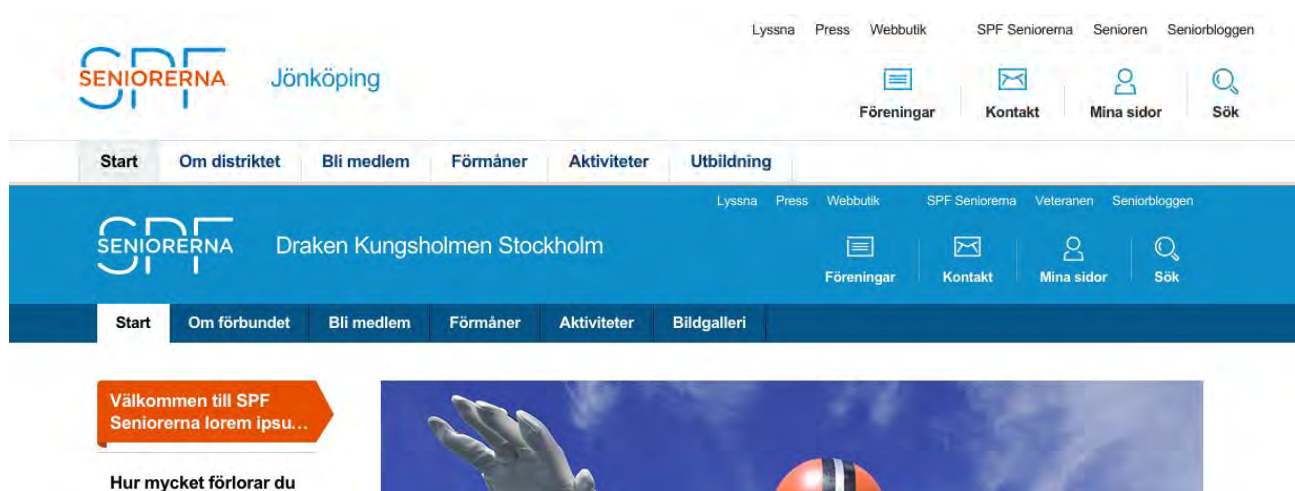 Lyssna Press Webbutik SPF Seniorerna Senioren Seniorbloggen
SPF
SENIORERNA
Jönköping
Föreningar Kontakt Mina sidor Sök
Start Om distriktet Bli medlem Förmåner Aktiviteter Utbildning
Lyssna Press Webbutik SPF Seniorerna Veteranen Seniorbloggen
SPF
SENIORERNA
Draken Kungsholmen Stockholm
Föreningar Kontakt Mina sidor Sök
Start Om förbundet Bli medlem Förmåner Aktiviteter Bildgalleri
Välkommen till SPF
Seniorerna lorem ipsu...
Hur mycket förlorar du